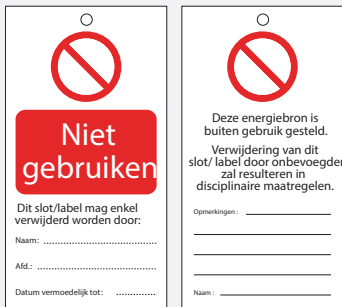 Niet
gebruiken
Dit slot/label mag enkel
verwijderd worden door:
Naam: ................................
Afd.: ................................
Datum vermoedelijk tot: .............
Deze energiebron is
buiten gebruik gesteld.
Verwijdering van dit
slot/ label door onbevoegden
zal resulteren in
disciplinaire maatregelen.
Opmerkingen :
Naam :